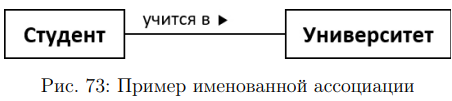 учится в ▶
Студент
Университет
Рис. 73: Пример именованной ассоциации